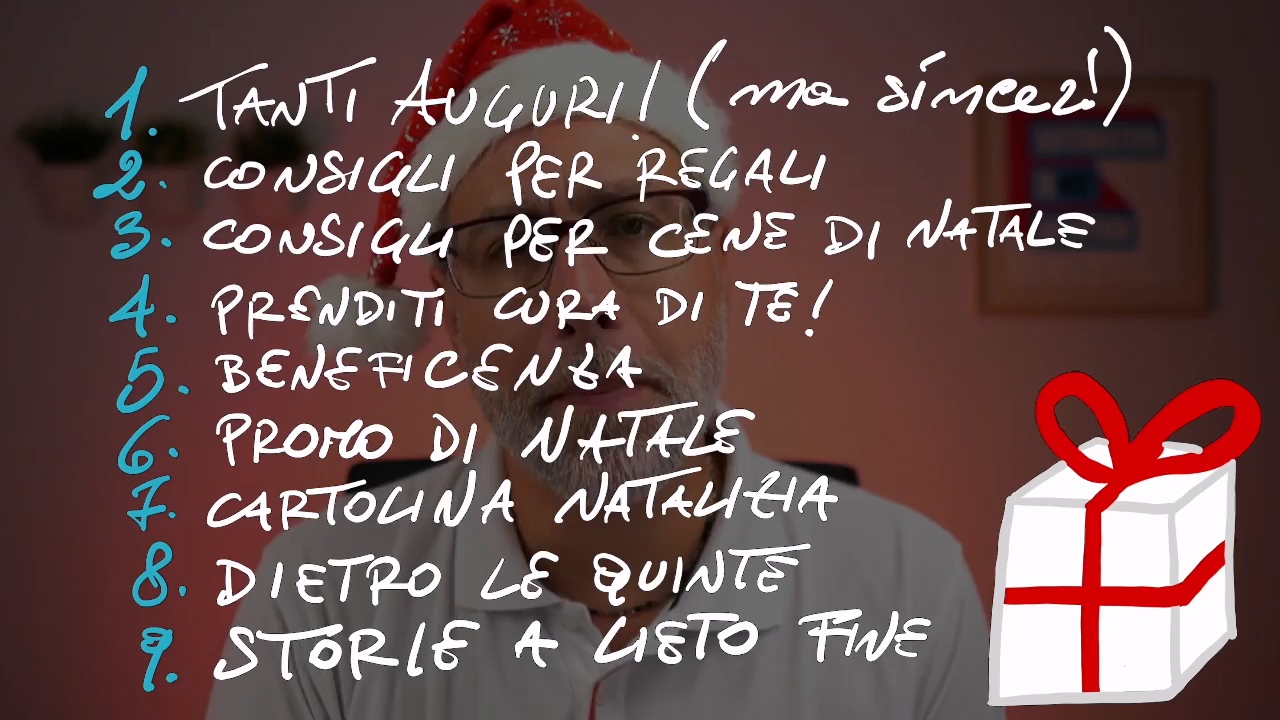 1. TANTI AUGURI! (ma sinceri!)
2. CONSIGLI PER REGALI
3. CONSIGLI PER CENE DI NATALE
4. PRENDITI CURA DI TE!
5. BENEFICENZA
6. PROMO DI NATALE
7. CARTOLINA NATALIZIA
8. DIETRO LE QUINTE
9. STORIE A LIETO FINE